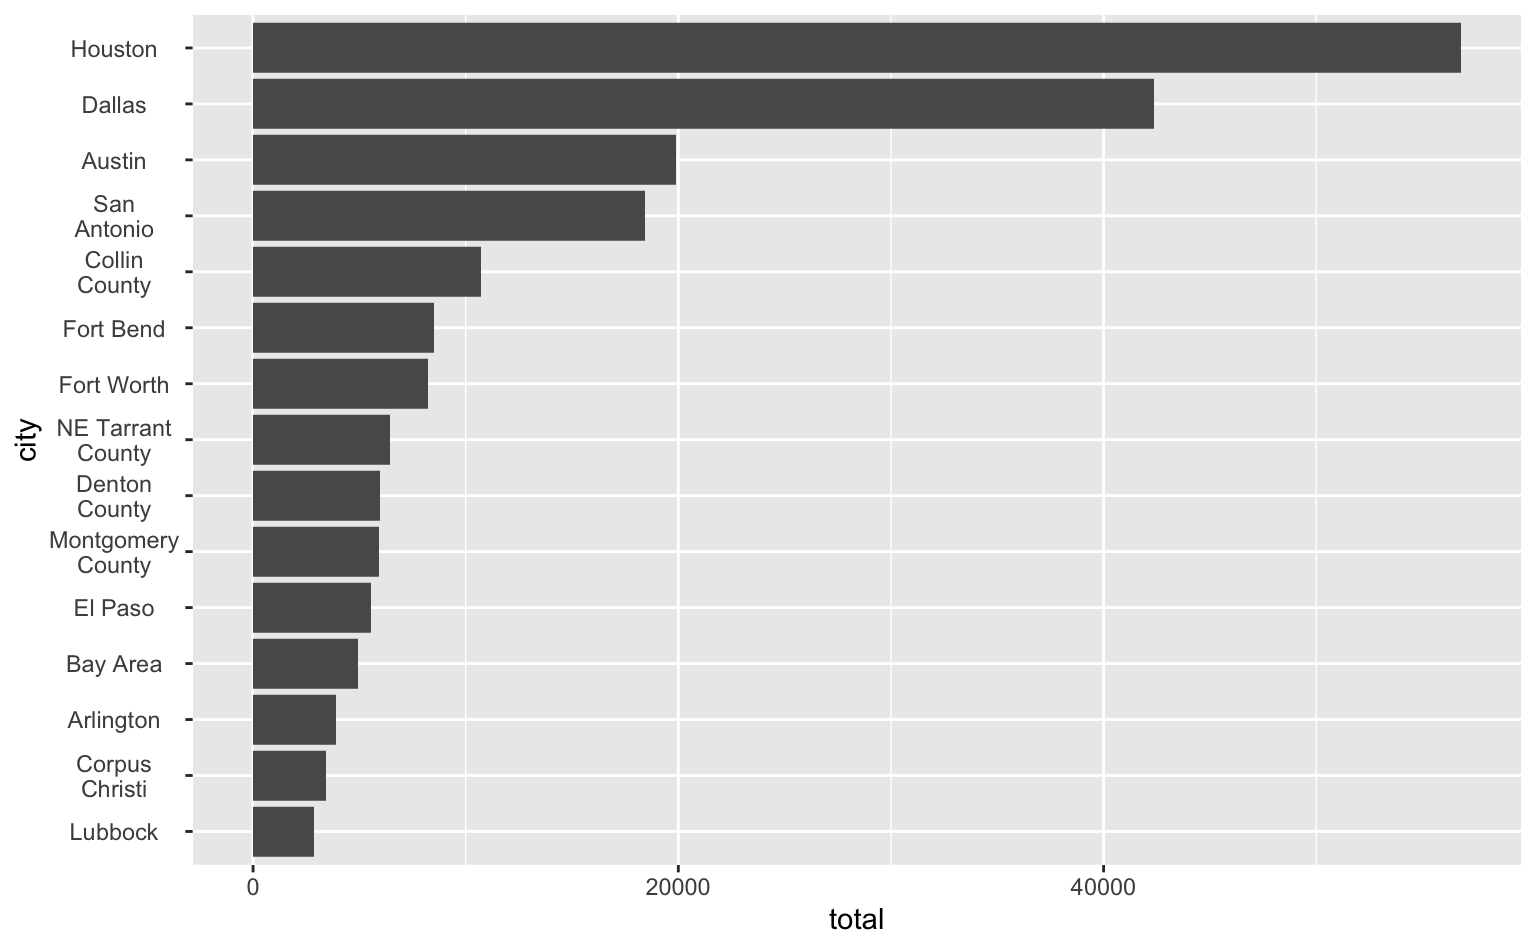 Houston
Dallas
Austin
San
Antonio
Collin
County
Fort Bend
Fort Worth
NE Tarrant
County
Denton
County
Montgomery
County
El Paso
Bay Area
Arlington
Corpus
Christi
Lubbock
city
0
20000
40000
total